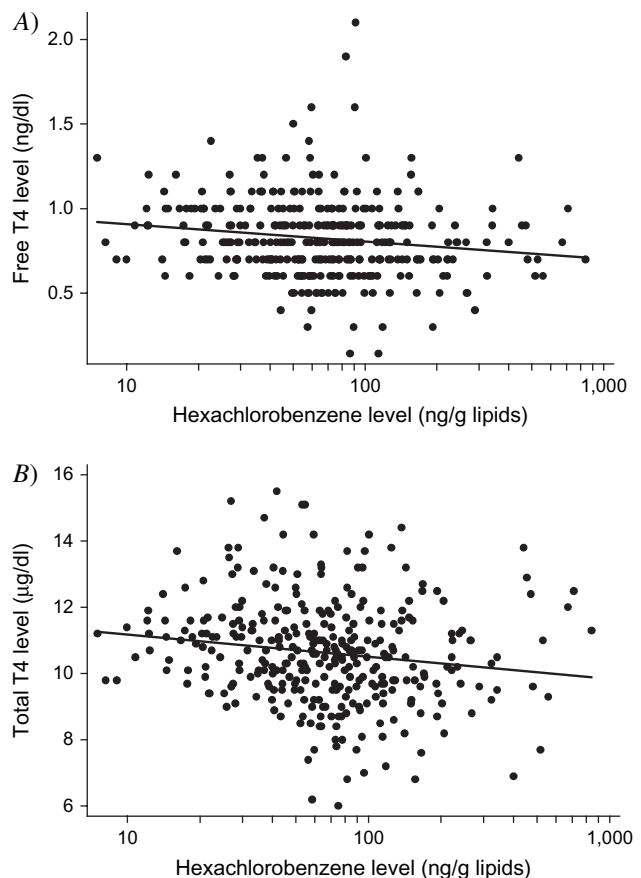 A)
2.0
1.5
1.0
0.5
Free T4 level (ng/dl)
10 100 1,000
Hexachlorobenzene level (ng/g lipids)
B)
16
14
12
10
8
6
Total T4 level (μg/dl)
10 100 1,000
Hexachlorobenzene level (ng/g lipids)